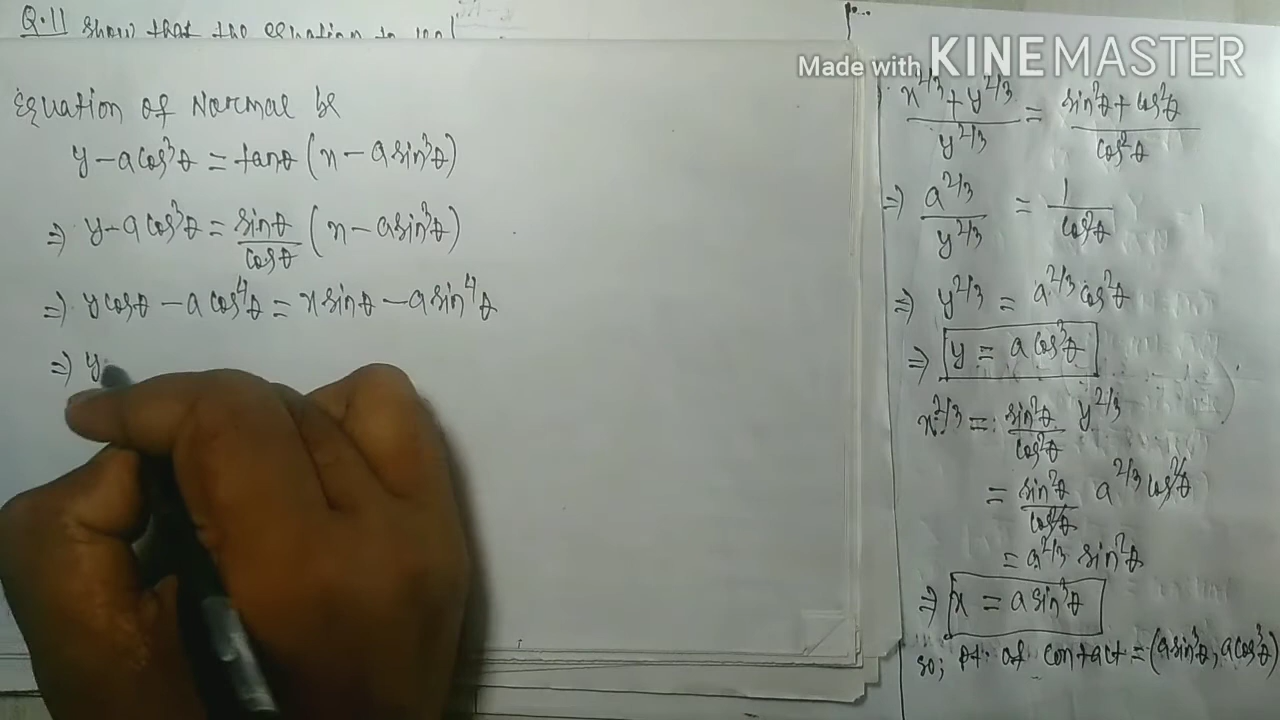 Q.11 Show that the equation to
Made with KINEMASTER
Equation of Normal be
y - a cos³θ = tanθ (x - a sin³θ)
⇒ y - a cos³θ = sinθ/cosθ (x - a sin³θ)
⇒ y cosθ - a cos⁴θ = x sinθ - a sin⁴θ
⇒ y
(x^2/3 + y^2/3)/y^2/3 = (sin²θ + cos²θ)/cos²θ
⇒ a^2/3 / y^2/3 = 1/cos²θ
⇒ y^2/3 = a^2/3 cos²θ
⇒ y = a cos³θ
x^2/3 = sin²θ/cos²θ y^2/3
= sin²θ/cos²θ a^2/3 cos²θ
= a^2/3 sin²θ
⇒ x = a sin³θ
so; pt. of contact = (a sin³θ, a cos³θ)